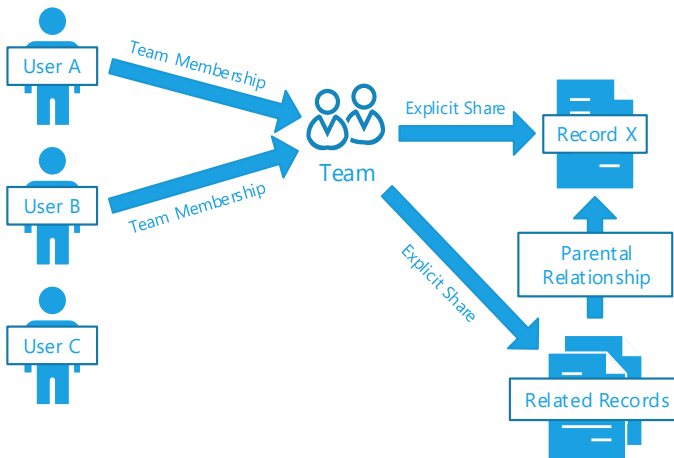 User A
Team Membership
Explicit Share
Record X
Team
User B
Team Membership
Explicit Share
Parental
Relationship
User C
Related Records